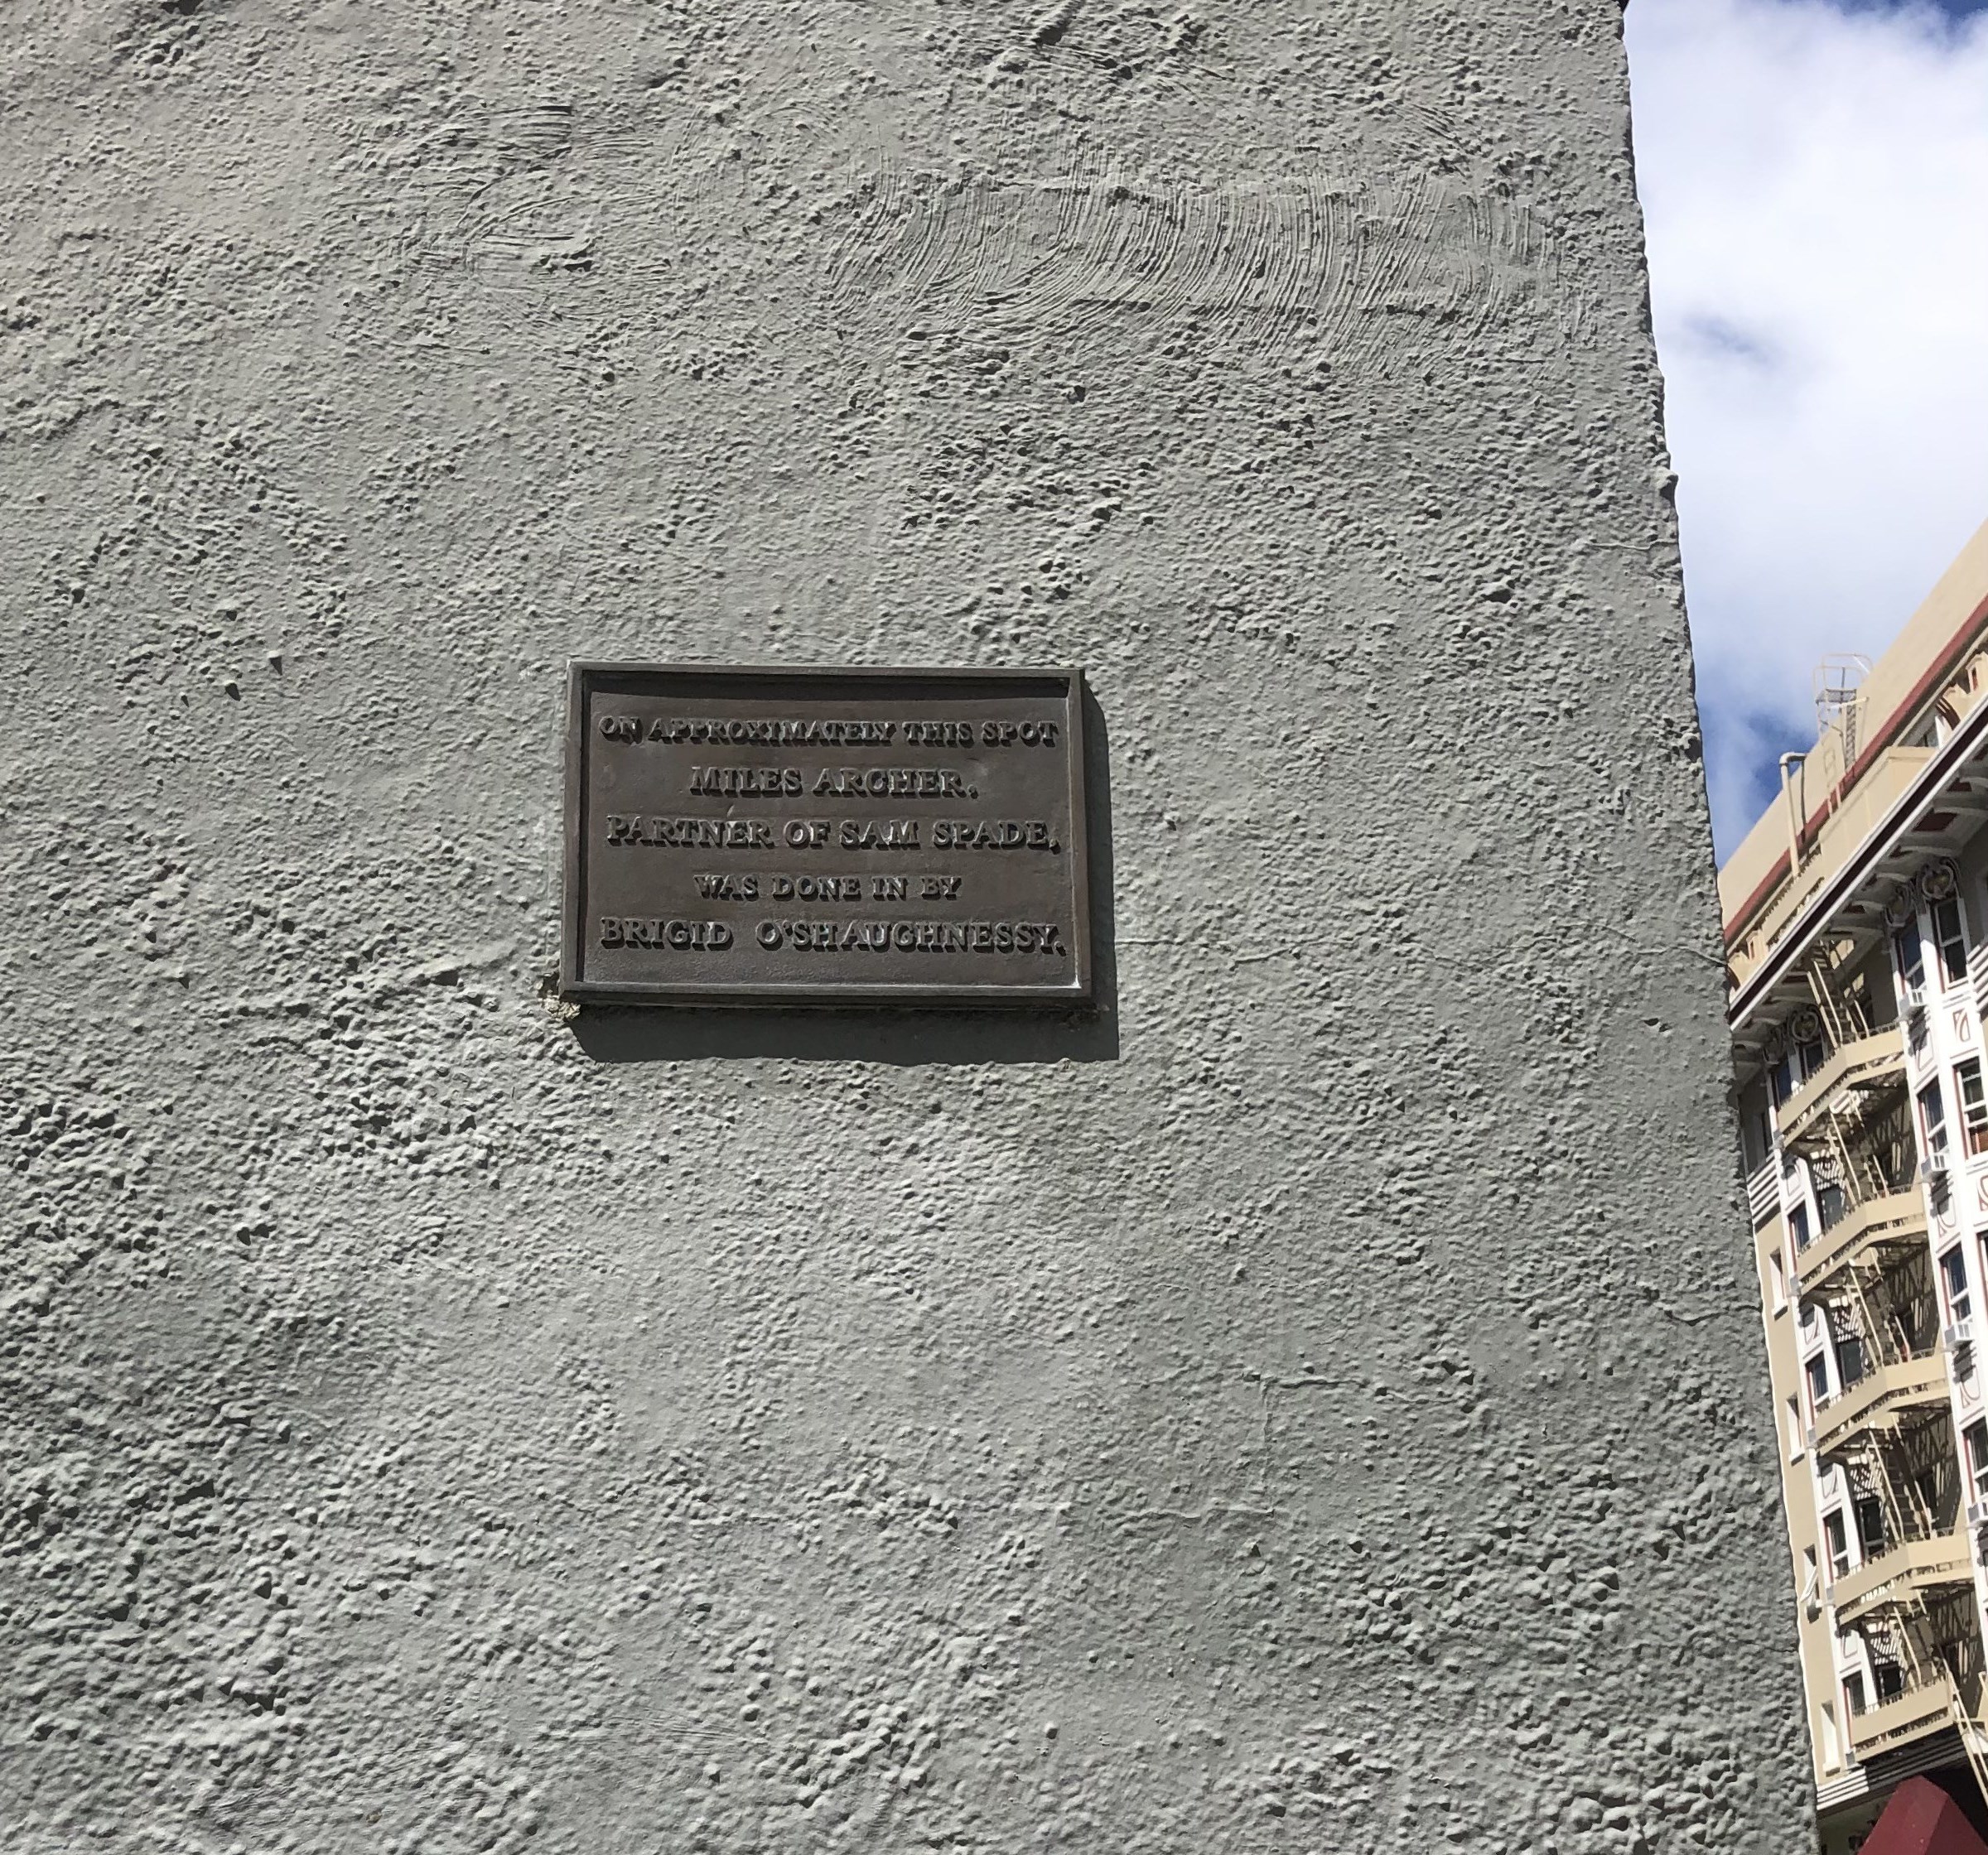 ON APPROXIMATELY THIS SPOT
MILES ARCHER,
PARTNER OF SAM SPADE,
WAS DONE IN BY
BRIGID O'SHAUGHNESSY.